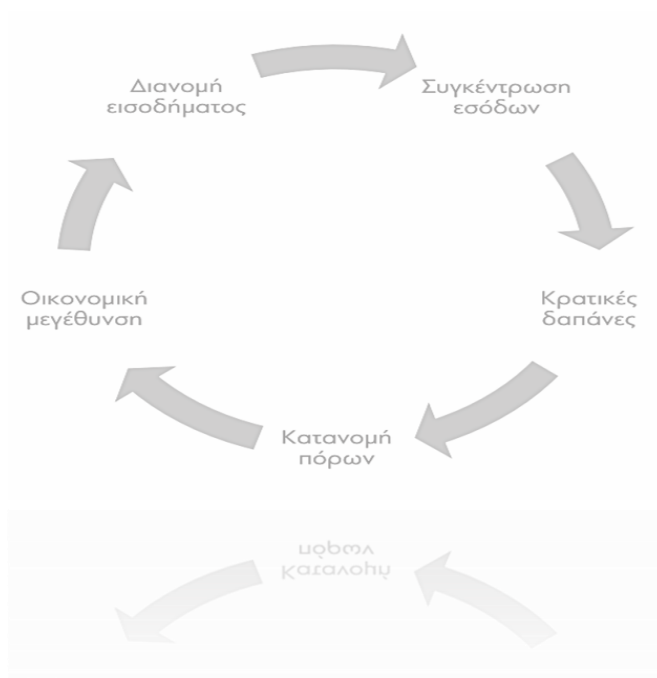 Διανομή
εισοδήματος
Συγκέντρωση
εσόδων
Κρατικές
δαπάνες
Κατανομή
πόρων
Οικονομική
μεγέθυνση